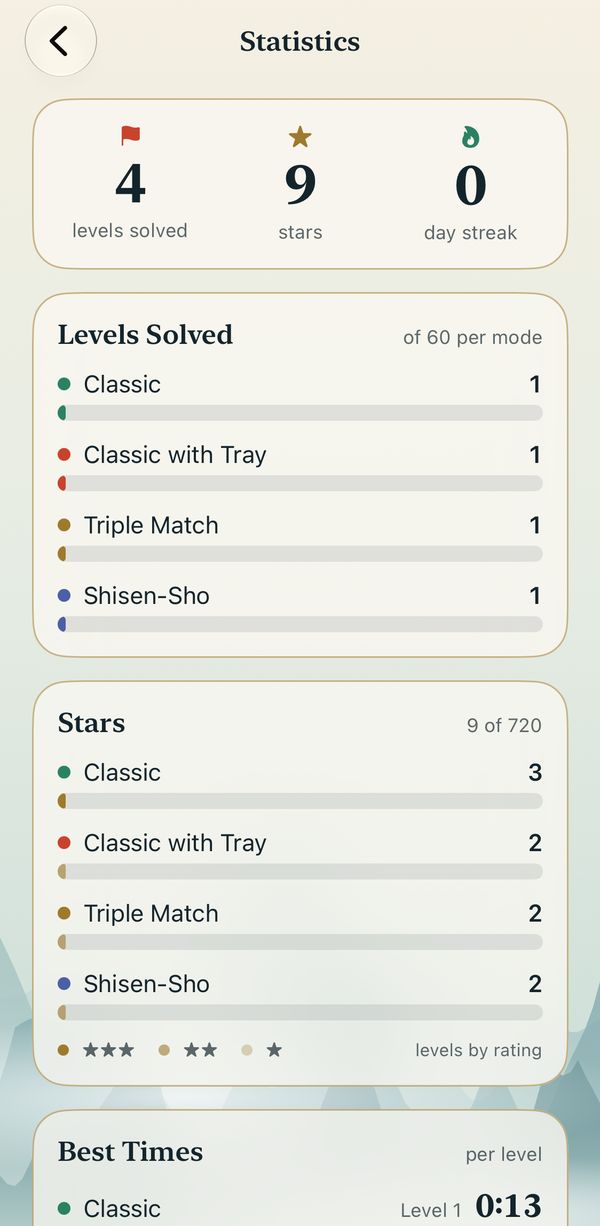 Statistics
4 9 0
levels solved stars day streak
Levels Solved of 60 per mode
Classic 1
Classic with Tray 1
Triple Match 1
Shisen-Sho 1
Stars 9 of 720
Classic 3
Classic with Tray 2
Triple Match 2
Shisen-Sho 2
★★★ ★★ ★ levels by rating
Best Times per level
Classic Level 1 0:13